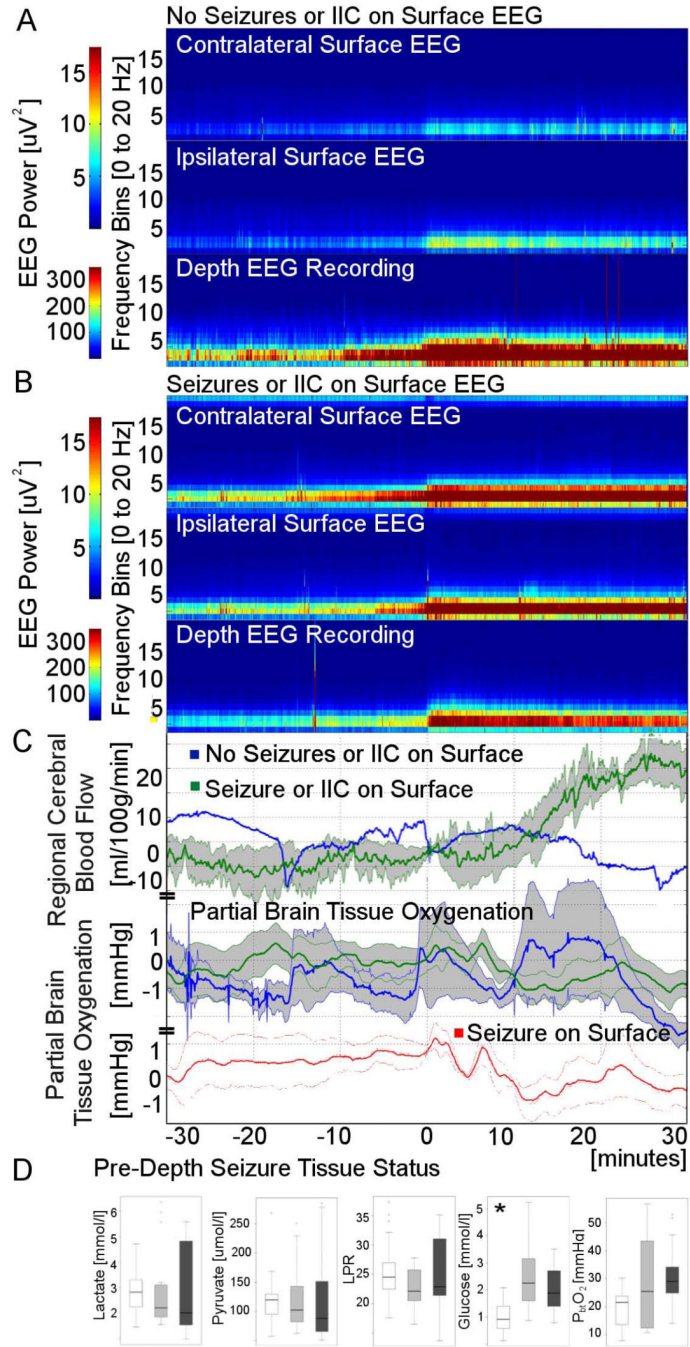 A
No Seizures or IIC on Surface EEG
Contralateral Surface EEG
Ipsilateral Surface EEG
Depth EEG Recording
EEG Power [uV²]
15
10
5
300
200
100
Frequency Bins [0 to 20 Hz]
15
10
5
15
10
5
15
10
5
B
Seizures or IIC on Surface EEG
Contralateral Surface EEG
Ipsilateral Surface EEG
Depth EEG Recording
EEG Power [uV²]
15
10
5
300
200
100
Frequency Bins [0 to 20 Hz]
15
10
5
15
10
5
15
10
5
C
No Seizures or IIC on Surface
Seizure or IIC on Surface
Regional Cerebral
Blood Flow
[ml/100g/min]
20
10
0
-10
Partial Brain Tissue Oxygenation
Partial Brain
Tissue Oxygenation
[mmHg]
1
0
-1
Seizure on Surface
[mmHg]
1
0
-1
-30 -20 -10 0 10 20 30
[minutes]
D Pre-Depth Seizure Tissue Status
Lactate [mmol/l]
6
5
4
3
2
Pyruvate [umol/l]
250
200
150
100
LPR
35
30
25
20
15
Glucose [mmol/l]
5
4
3
2
1
*
PbtO2 [mmHg]
50
40
30
20
10